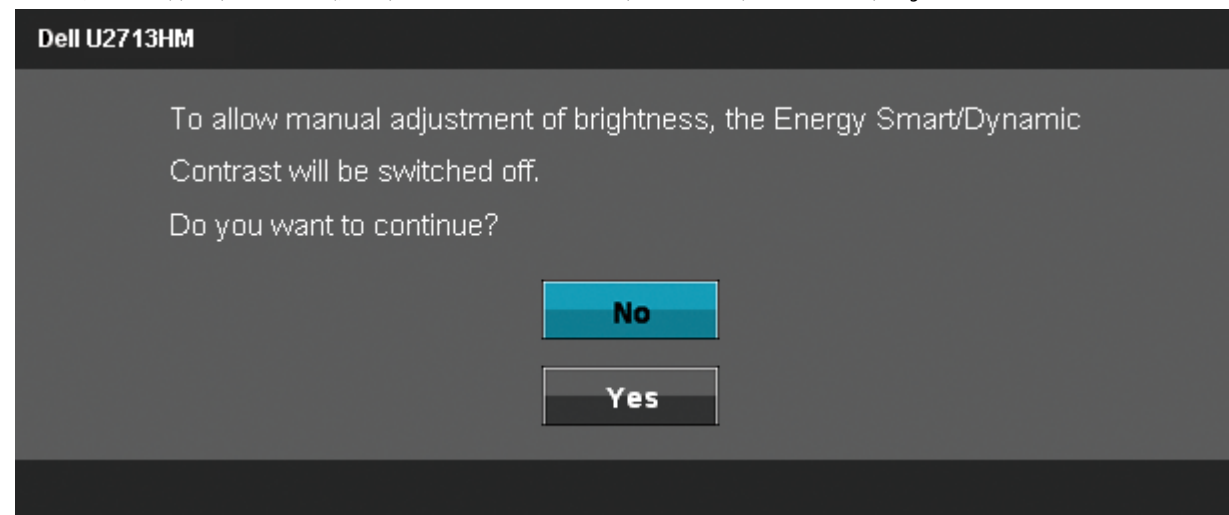 Dell U2713HM
To allow manual adjustment of brightness, the Energy Smart/Dynamic
Contrast will be switched off.
Do you want to continue?
No
Yes